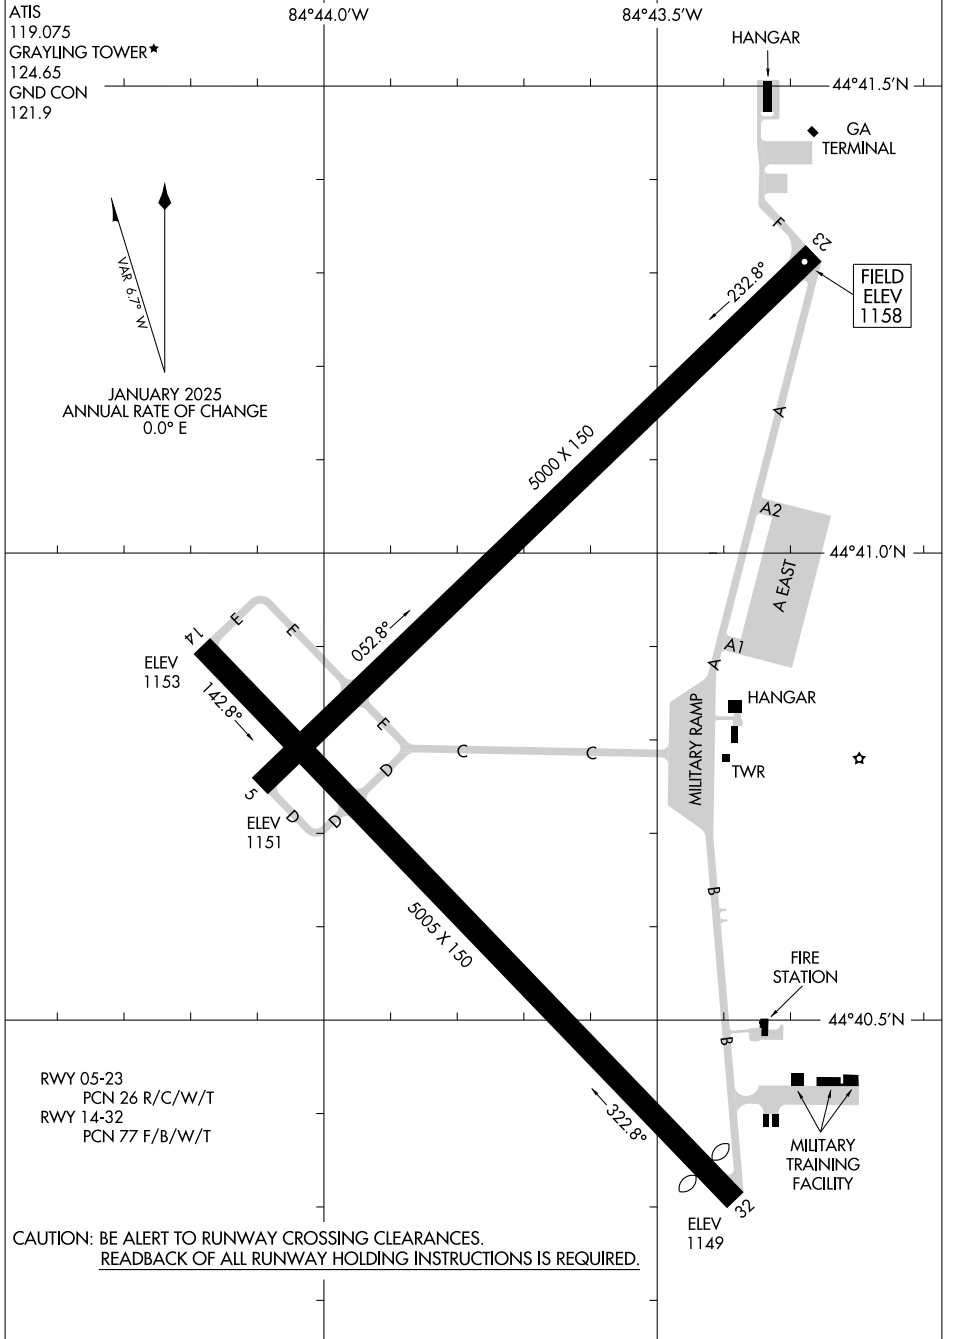 ATIS
119.075
GRAYLING TOWER★
124.65
GND CON
121.9
84°44.0'W
84°43.5'W
HANGAR
44°41.5'N
GA
TERMINAL
F
23
FIELD
ELEV
1158
232.8°
VAR 6.7° W
JANUARY 2025
ANNUAL RATE OF CHANGE
0.0° E
A
5000 X 150
A2
44°41.0'N
A EAST
E
E
14
052.8°
A1
A
ELEV
1153
142.8°
HANGAR
MILITARY RAMP
E
C
C
D
TWR
5
D
D
ELEV
1151
B
5005 X 150
FIRE
STATION
44°40.5'N
B
RWY 05-23
PCN 26 R/C/W/T
RWY 14-32
PCN 77 F/B/W/T
322.8°
MILITARY
TRAINING
FACILITY
32
ELEV
1149
CAUTION: BE ALERT TO RUNWAY CROSSING CLEARANCES.
READBACK OF ALL RUNWAY HOLDING INSTRUCTIONS IS REQUIRED.